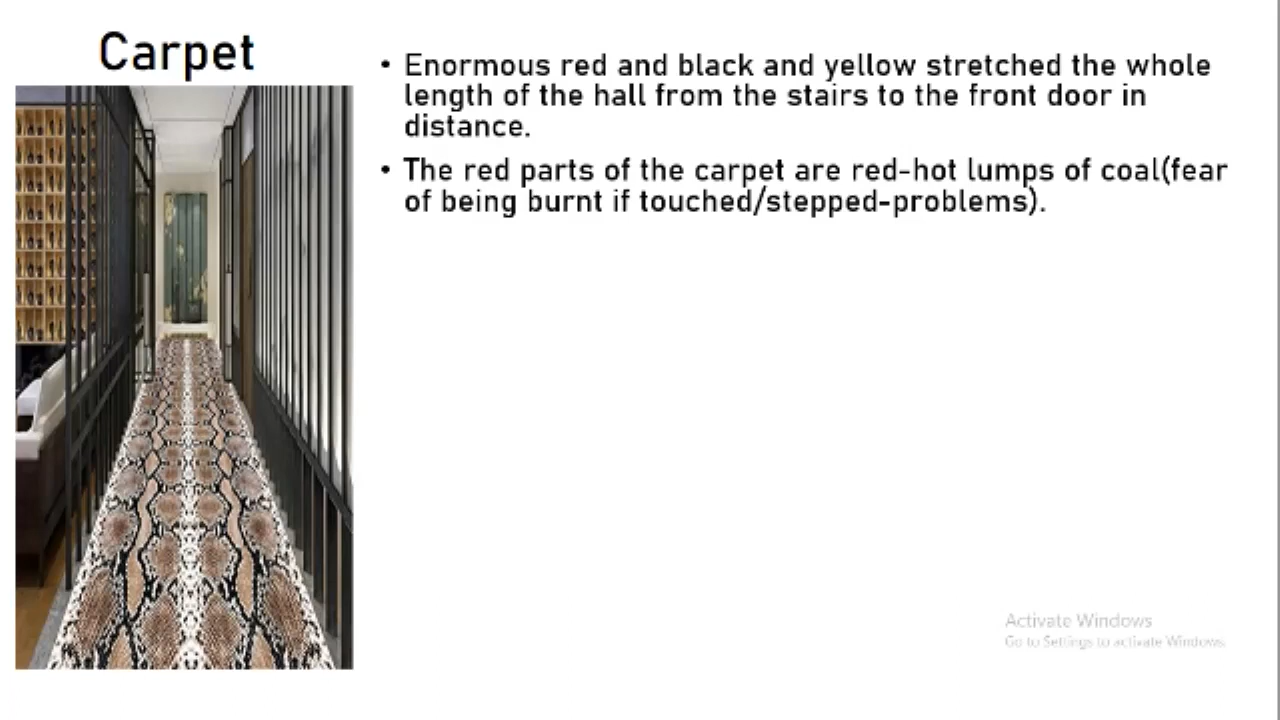 Carpet
• Enormous red and black and yellow stretched the whole
length of the hall from the stairs to the front door in
distance.
• The red parts of the carpet are red-hot lumps of coal(fear
of being burnt if touched/stepped-problems).
Activate Windows
Go to Settings to activate Windows.